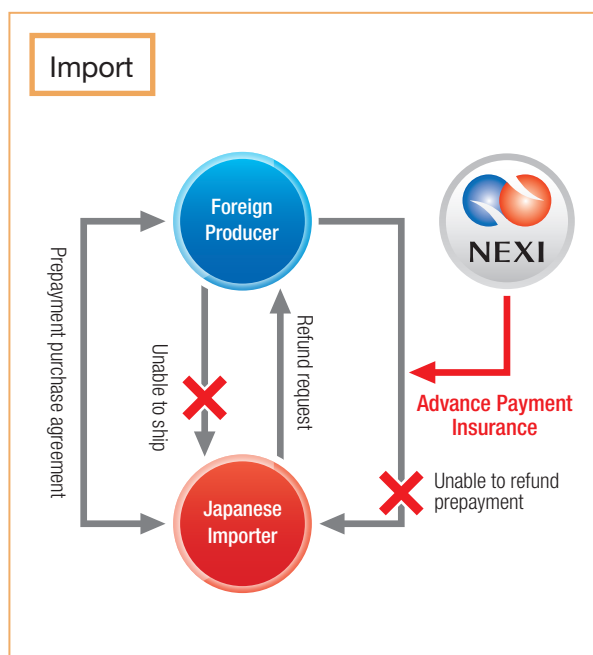 Import
Foreign
Producer
NEXI
Prepayment purchase agreement
Unable to ship
Refund request
Advance Payment
Insurance
Unable to refund
prepayment
Japanese
Importer